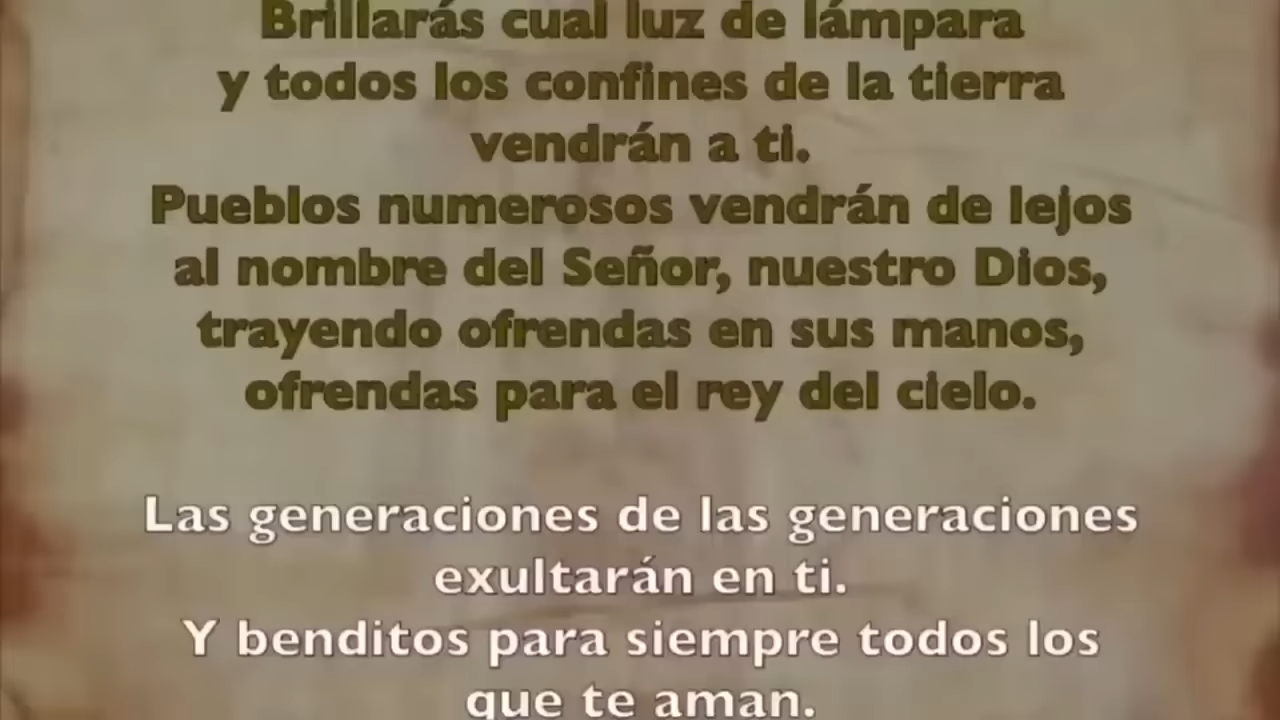 Brillarás cual luz de lámpara
y todos los confines de la tierra
vendrán a ti.
Pueblos numerosos vendrán de lejos
al nombre del Señor, nuestro Dios,
trayendo ofrendas en sus manos,
ofrendas para el rey del cielo.
Las generaciones de las generaciones
exultarán en ti.
Y benditos para siempre todos los
que te aman.